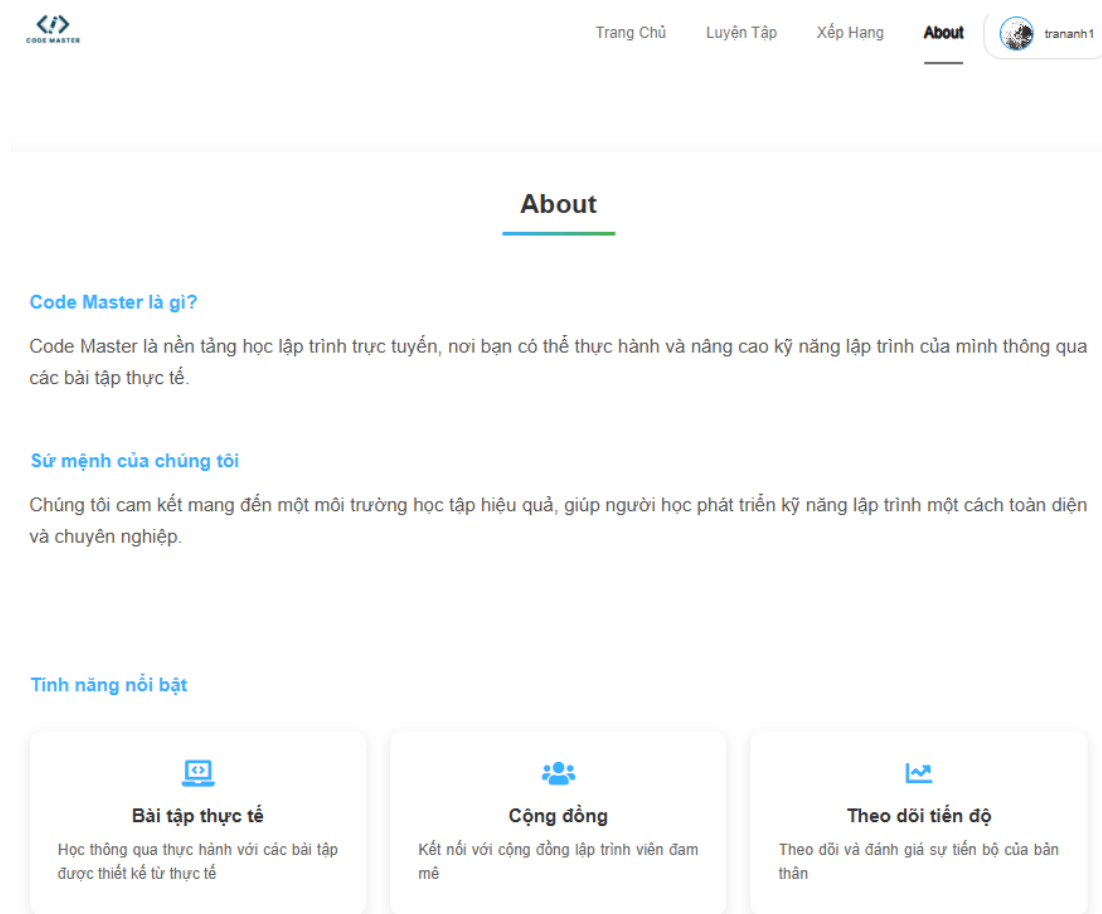 CODE MASTER
Trang Chủ Luyện Tập Xếp Hạng About trananh1
About
Code Master là gì?
Code Master là nền tảng học lập trình trực tuyến, nơi bạn có thể thực hành và nâng cao kỹ năng lập trình của mình thông qua
các bài tập thực tế.
Sứ mệnh của chúng tôi
Chúng tôi cam kết mang đến một môi trường học tập hiệu quả, giúp người học phát triển kỹ năng lập trình một cách toàn diện
và chuyên nghiệp.
Tính năng nổi bật
Bài tập thực tế
Học thông qua thực hành với các bài tập
được thiết kế từ thực tế
Cộng đồng
Kết nối với cộng đồng lập trình viên đam
mê
Theo dõi tiến độ
Theo dõi và đánh giá sự tiến bộ của bản
thân